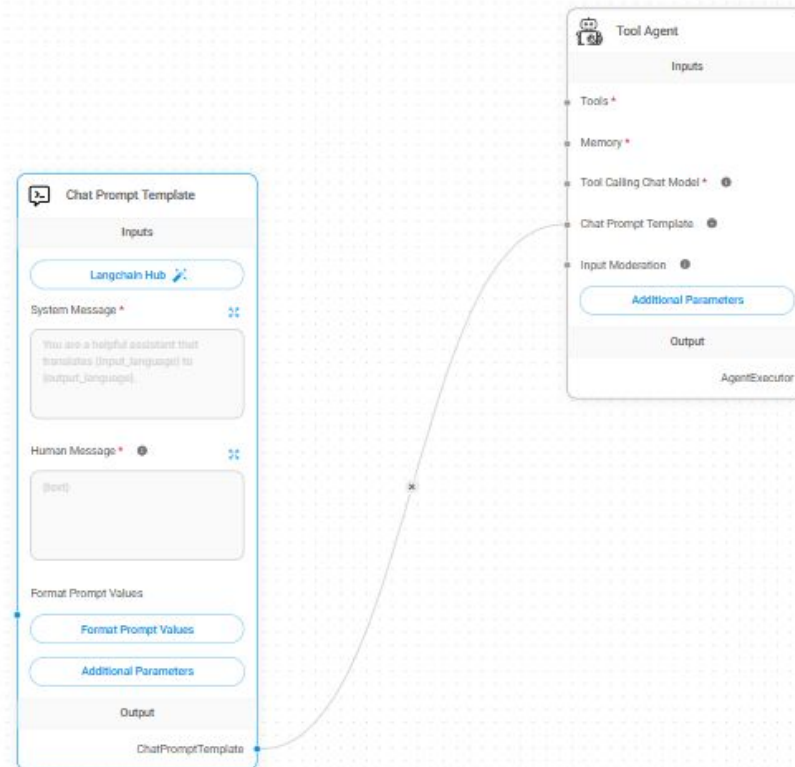 Tool Agent
Inputs
Tools *
Memory *
Tool Calling Chat Model *
Chat Prompt Template
Input Moderation
Additional Parameters
Output
AgentExecutor
Chat Prompt Template
Inputs
Langchain Hub
System Message *
You are a helpful assistant that
translates {input_language} to
{output_language}.
Human Message *
{text}
Format Prompt Values
Format Prompt Values
Additional Parameters
Output
ChatPromptTemplate